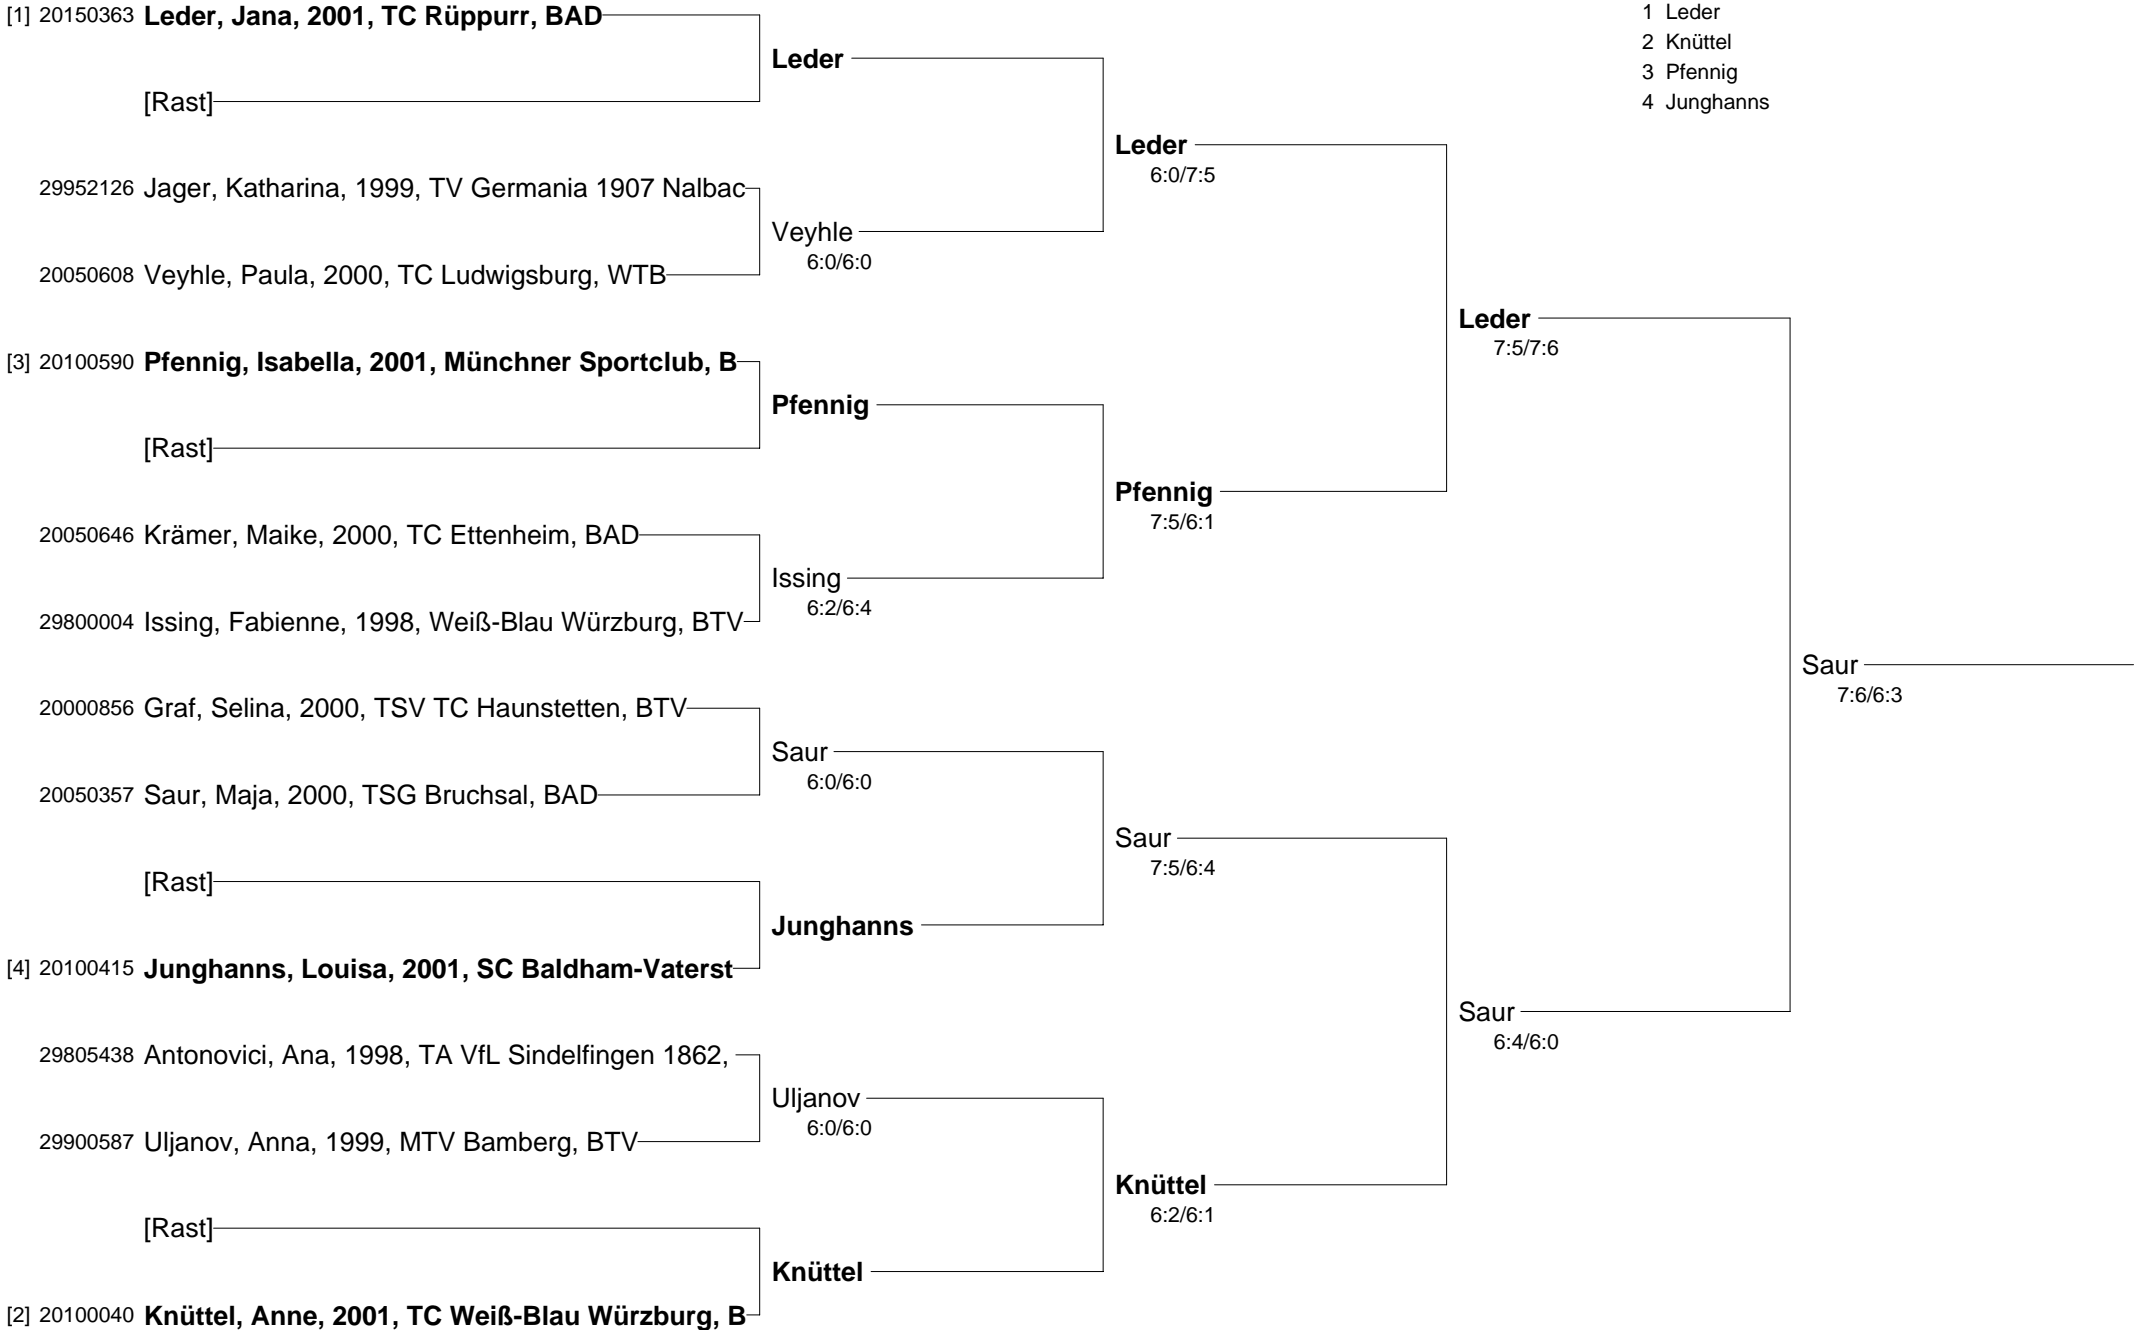 [1] 20150363 Leder, Jana, 2001, TC Rüppurr, BAD
[Rast]
29952126 Jager, Katharina, 1999, TV Germania 1907 Nalbac
20050608 Veyhle, Paula, 2000, TC Ludwigsburg, WTB
[3] 20100590 Pfennig, Isabella, 2001, Münchner Sportclub, B
[Rast]
20050646 Krämer, Maike, 2000, TC Ettenheim, BAD
29800004 Issing, Fabienne, 1998, Weiß-Blau Würzburg, BTV
20000856 Graf, Selina, 2000, TSV TC Haunstetten, BTV
20050357 Saur, Maja, 2000, TSG Bruchsal, BAD
[Rast]
[4] 20100415 Junghanns, Louisa, 2001, SC Baldham-Vaterst
29805438 Antonovici, Ana, 1998, TA VfL Sindelfingen 1862,
29900587 Uljanov, Anna, 1999, MTV Bamberg, BTV
[Rast]
[2] 20100040 Knüttel, Anne, 2001, TC Weiß-Blau Würzburg, B
Leder
Veyhle
6:0/6:0
Pfennig
Issing
6:2/6:4
Saur
6:0/6:0
Junghanns
Uljanov
6:0/6:0
Knüttel
Leder
6:0/7:5
Pfennig
7:5/6:1
Saur
7:5/6:4
Knüttel
6:2/6:1
Leder
7:5/7:6
Saur
6:4/6:0
Saur
7:6/6:3
1 Leder
2 Knüttel
3 Pfennig
4 Junghanns